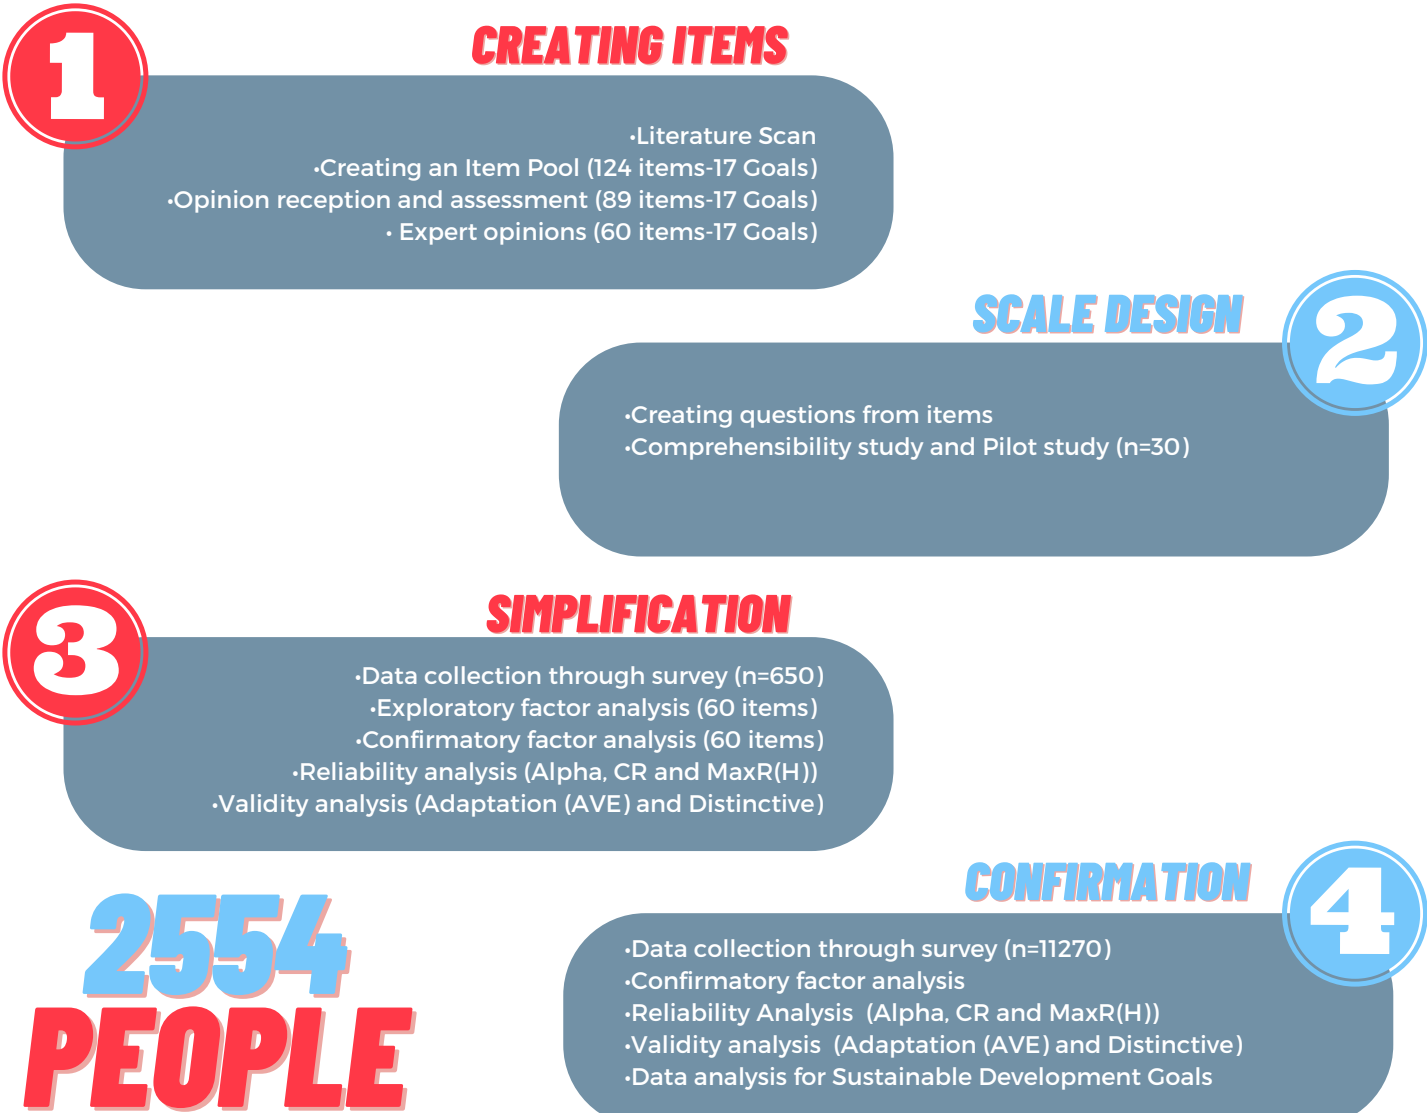 1
CREATING ITEMS
•Literature Scan
•Creating an Item Pool (124 items-17 Goals)
•Opinion reception and assessment (89 items-17 Goals)
• Expert opinions (60 items-17 Goals)
SCALE DESIGN
2
•Creating questions from items
•Comprehensibility study and Pilot study (n=30)
3
SIMPLIFICATION
•Data collection through survey (n=650)
•Exploratory factor analysis (60 items)
•Confirmatory factor analysis (60 items)
•Reliability analysis (Alpha, CR and MaxR(H))
•Validity analysis (Adaptation (AVE) and Distinctive)
2554
PEOPLE
CONFIRMATION
4
•Data collection through survey (n=11270)
•Confirmatory factor analysis
•Reliability Analysis  (Alpha, CR and MaxR(H))
•Validity analysis  (Adaptation (AVE) and Distinctive)
•Data analysis for Sustainable Development Goals